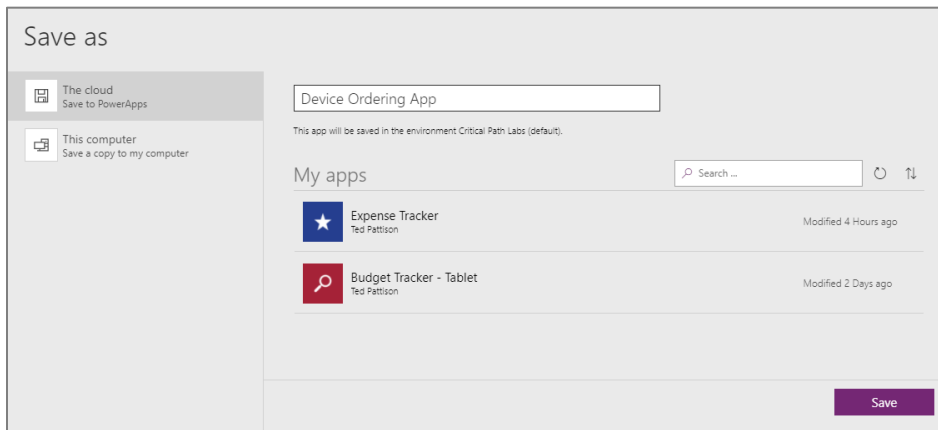 Save as
The cloud
Save to PowerApps
This computer
Save a copy to my computer
Device Ordering App
This app will be saved in the environment Critical Path Labs (default).
My apps
Search ...
Expense Tracker
Ted Pattison
Modified 4 Hours ago
Budget Tracker - Tablet
Ted Pattison
Modified 2 Days ago
Save